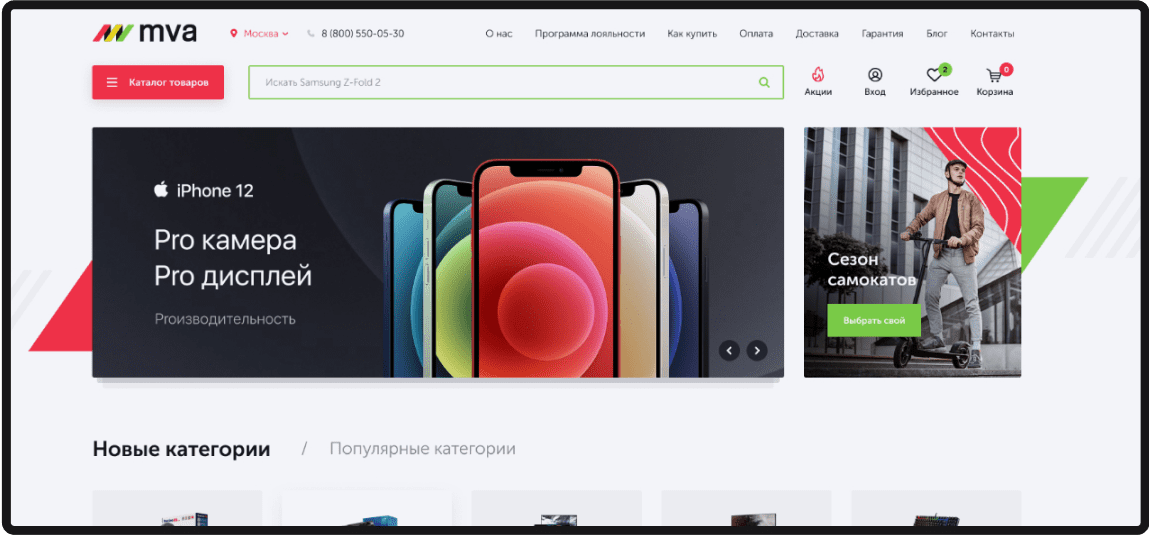 mva
Москва
8 (800) 550-05-30
О нас
Программа лояльности
Как купить
Оплата
Доставка
Гарантия
Блог
Контакты
Каталог товаров
Искать Samsung Z-Fold 2
Акции
Вход
2
Избранное
0
Корзина
iPhone 12
Pro камера
Pro дисплей
Proизводительность
Сезон
самокатов
Выбрать свой
Новые категории / Популярные категории